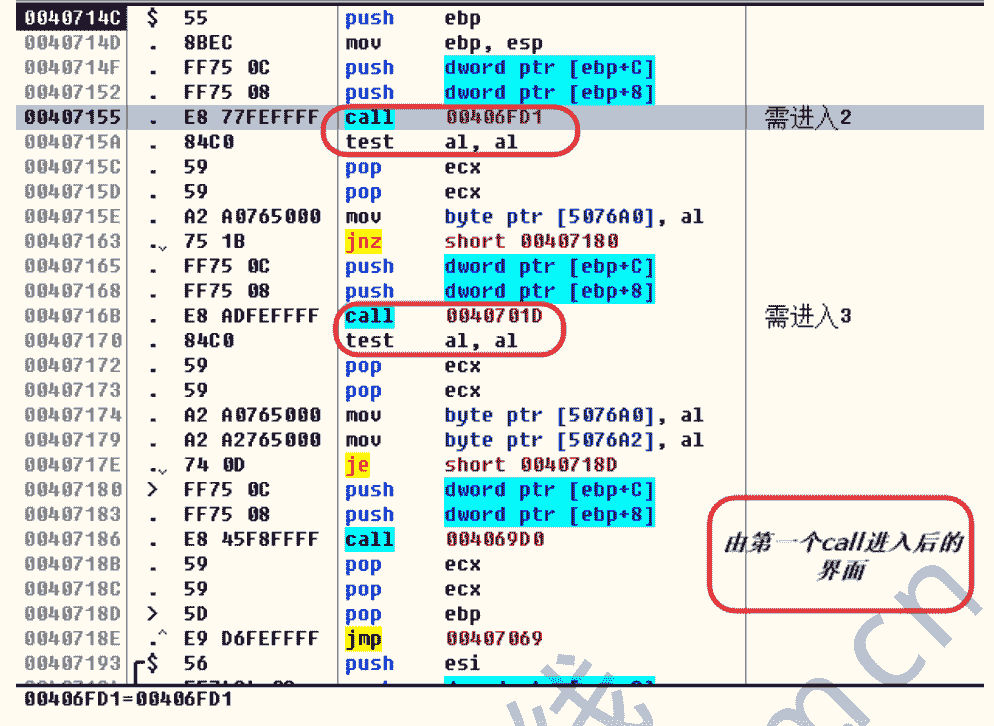 0040714C $ 55 push ebp
0040714D . 8BEC mov ebp, esp
0040714F . FF75 0C push dword ptr [ebp+C]
00407152 . FF75 08 push dword ptr [ebp+8]
00407155 . E8 77FEFFFF call 00406FD1 需进入2
0040715A . 84C0 test al, al
0040715C . 59 pop ecx
0040715D . 59 pop ecx
0040715E . A2 A0765000 mov byte ptr [5076A0], al
00407163 . 75 1B jnz short 00407180
00407165 . FF75 0C push dword ptr [ebp+C]
00407168 . FF75 08 push dword ptr [ebp+8]
0040716B . E8 ADFEFFFF call 0040701D 需进入3
00407170 . 84C0 test al, al
00407172 . 59 pop ecx
00407173 . 59 pop ecx
00407174 . A2 A0765000 mov byte ptr [5076A0], al
00407179 . A2 A2765000 mov byte ptr [5076A2], al
0040717E . 74 0D je short 0040718D
00407180 > FF75 0C push dword ptr [ebp+C]
00407183 . FF75 08 push dword ptr [ebp+8]
00407186 . E8 45F8FFFF call 004069D0
0040718B . 59 pop ecx
0040718C . 59 pop ecx
0040718D > 5D pop ebp
0040718E .^ E9 D6FEFFFF jmp 00407069
00407193 $ 56 push esi
由第一个call进入后的
界面
00406FD1=00406FD1
线
m.cn